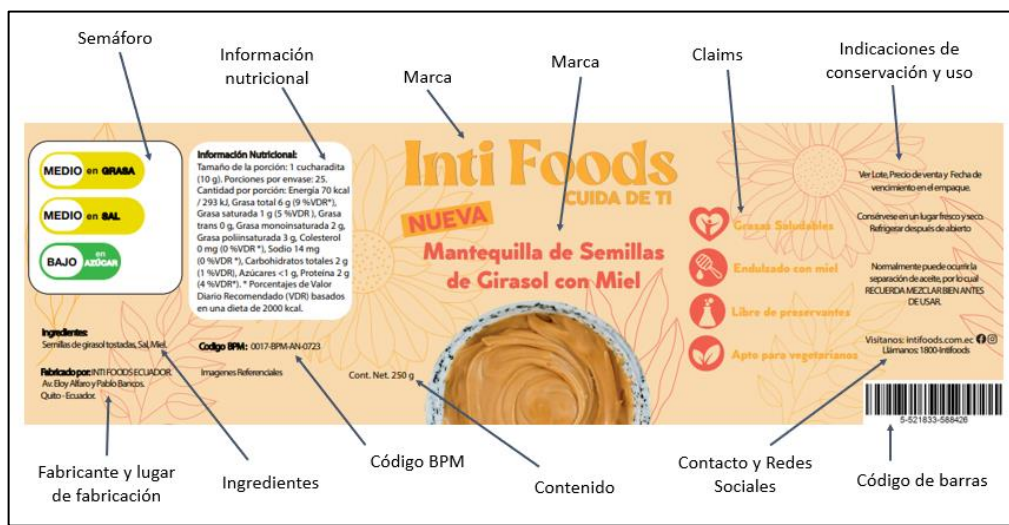 Semáforo
Información
nutricional
Marca
Marca
Claims
Indicaciones de
conservación y uso
MEDIO en GRASA
MEDIO en SAL
BAJO en AZÚCAR
Información Nutricional:
Tamaño de la porción: 1 cucharadita
(10 g). Porciones por envase: 25.
Cantidad por porción: Energía 70 kcal
/ 293 kJ, Grasa total 6 g (9 %VDR*),
Grasa saturada 1 g (5 %VDR ), Grasa
trans 0 g, Grasa monoinsaturada 2 g,
Grasa poliinsaturada 3 g, Colesterol
0 mg (0 %VDR *), Sodio 14 mg
(0 %VDR *), Carbohidratos totales 2 g
(1 %VDR), Azúcares <1 g, Proteína 2 g
(4 %VDR*). * Porcentajes de Valor
Diario Recomendado (VDR) basados
en una dieta de 2000 kcal.
Inti Foods
CUIDA DE TI
NUEVA
Mantequilla de Semillas
de Girasol con Miel
Grasas Saludables
Endulzado con miel
Libre de preservantes
Apto para vegetarianos
Ver Lote, Precio de venta y Fecha de
vencimiento en el empaque.
Consérvese en un lugar fresco y seco.
Refrigerar después de abierto
Normalmente puede ocurrir la
separación de aceite, por lo cual
RECUERDA MEZCLAR BIEN ANTES
DE USAR.
Visitanos: intifoods.com.ec
Llámanos: 1800-Intifoods
Ingredientes:
Semillas de girasol tostadas, Sal, Miel.
Fabricado por: INTI FOODS ECUADOR.
Av. Eloy Alfaro y Pablo Bancos.
Quito - Ecuador.
Codigo BPM: 0017-BPM-AN-0723
Imagenes Referenciales
Cont. Net. 250 g
5-521833-588426
Fabricante y lugar
de fabricación
Ingredientes
Código BPM
Contenido
Contacto y Redes
Sociales
Código de barras